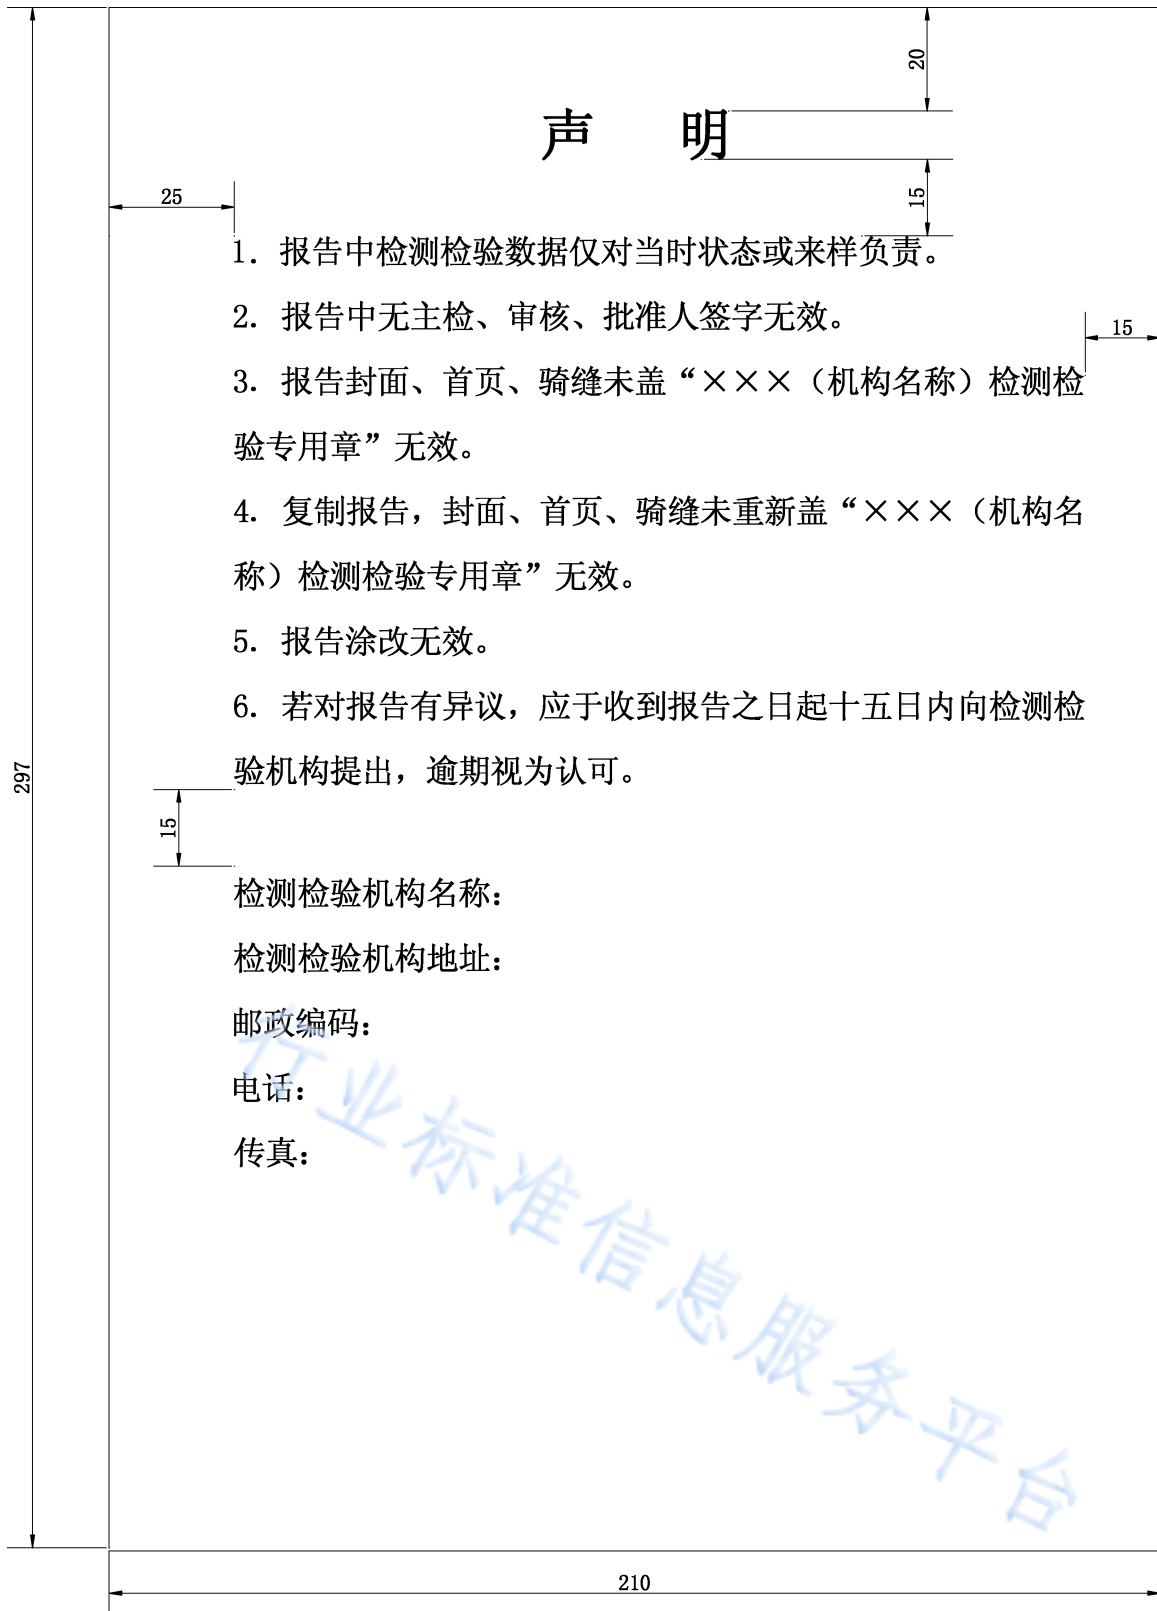 20
声 明
25
15
1. 报告中检测检验数据仅对当时状态或来样负责。
2. 报告中无主检、审核、批准人签字无效。
15
3. 报告封面、首页、骑缝未盖“×××（机构名称）检测检
验专用章”无效。
4. 复制报告，封面、首页、骑缝未重新盖“×××（机构名
称）检测检验专用章”无效。
5. 报告涂改无效。
6. 若对报告有异议，应于收到报告之日起十五日内向检测检
验机构提出，逾期视为认可。
297
15
检测检验机构名称：
检测检验机构地址：
邮政编码：
电话：
传真：
行业标准信息服务平台
210